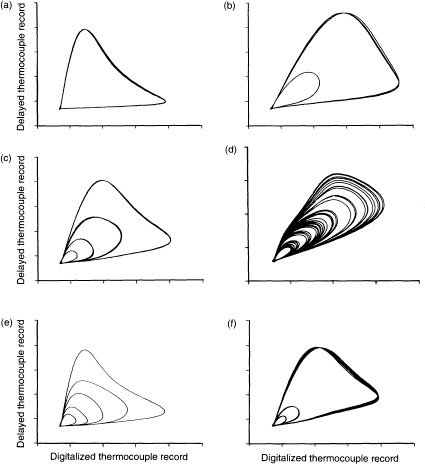 (a)
(b)
Delayed thermocouple record
(c)
(d)
Delayed thermocouple record
(e)
(f)
Delayed thermocouple record
Digitalized thermocouple record
Digitalized thermocouple record